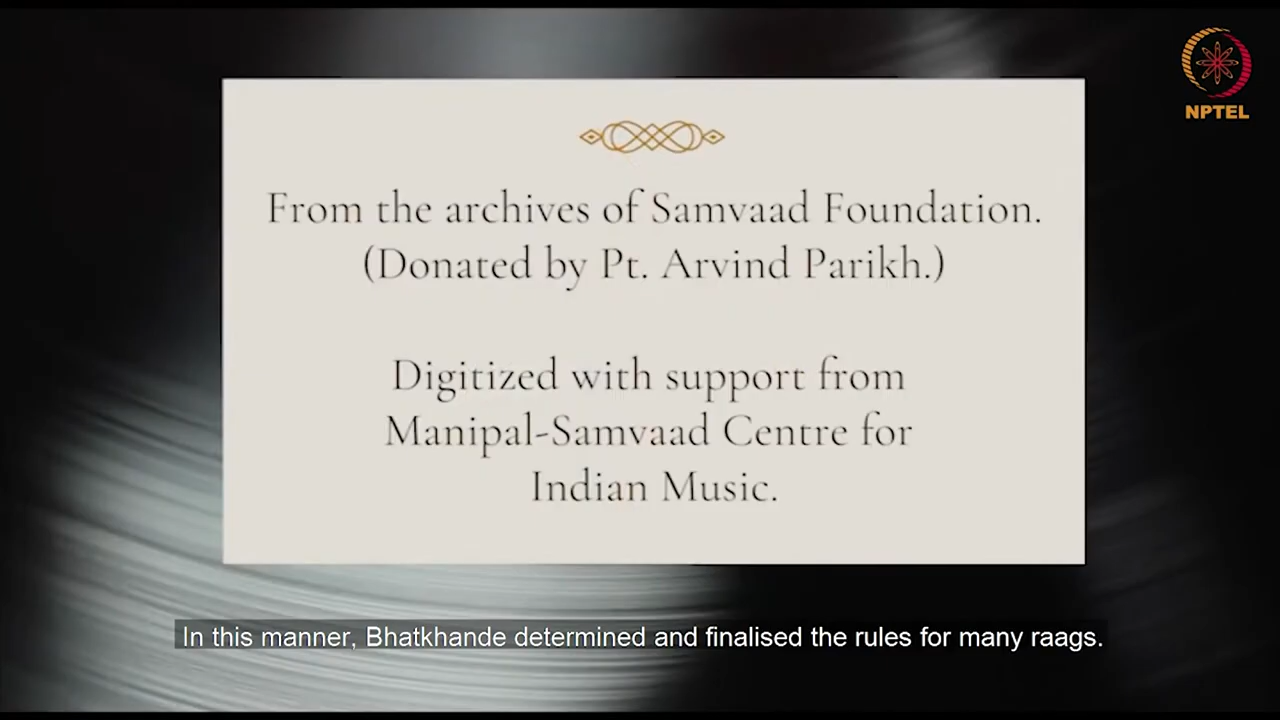 NPTEL
From the archives of Samvaad Foundation.
(Donated by Pt. Arvind Parikh.)
Digitized with support from
Manipal-Samvaad Centre for
Indian Music.
In this manner, Bhatkhande determined and finalised the rules for many raags.